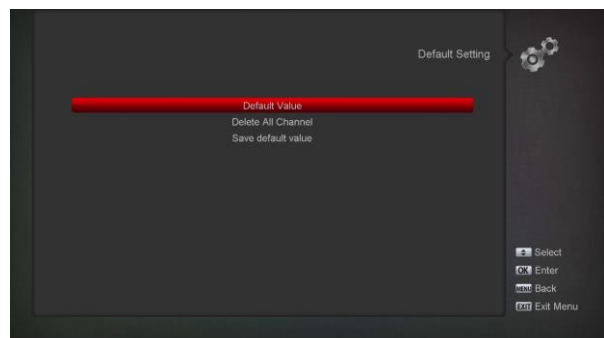 Default Setting
Default Value
Delete All Channel
Save default value
Select
OK Enter
MENU Back
EXIT Exit Menu